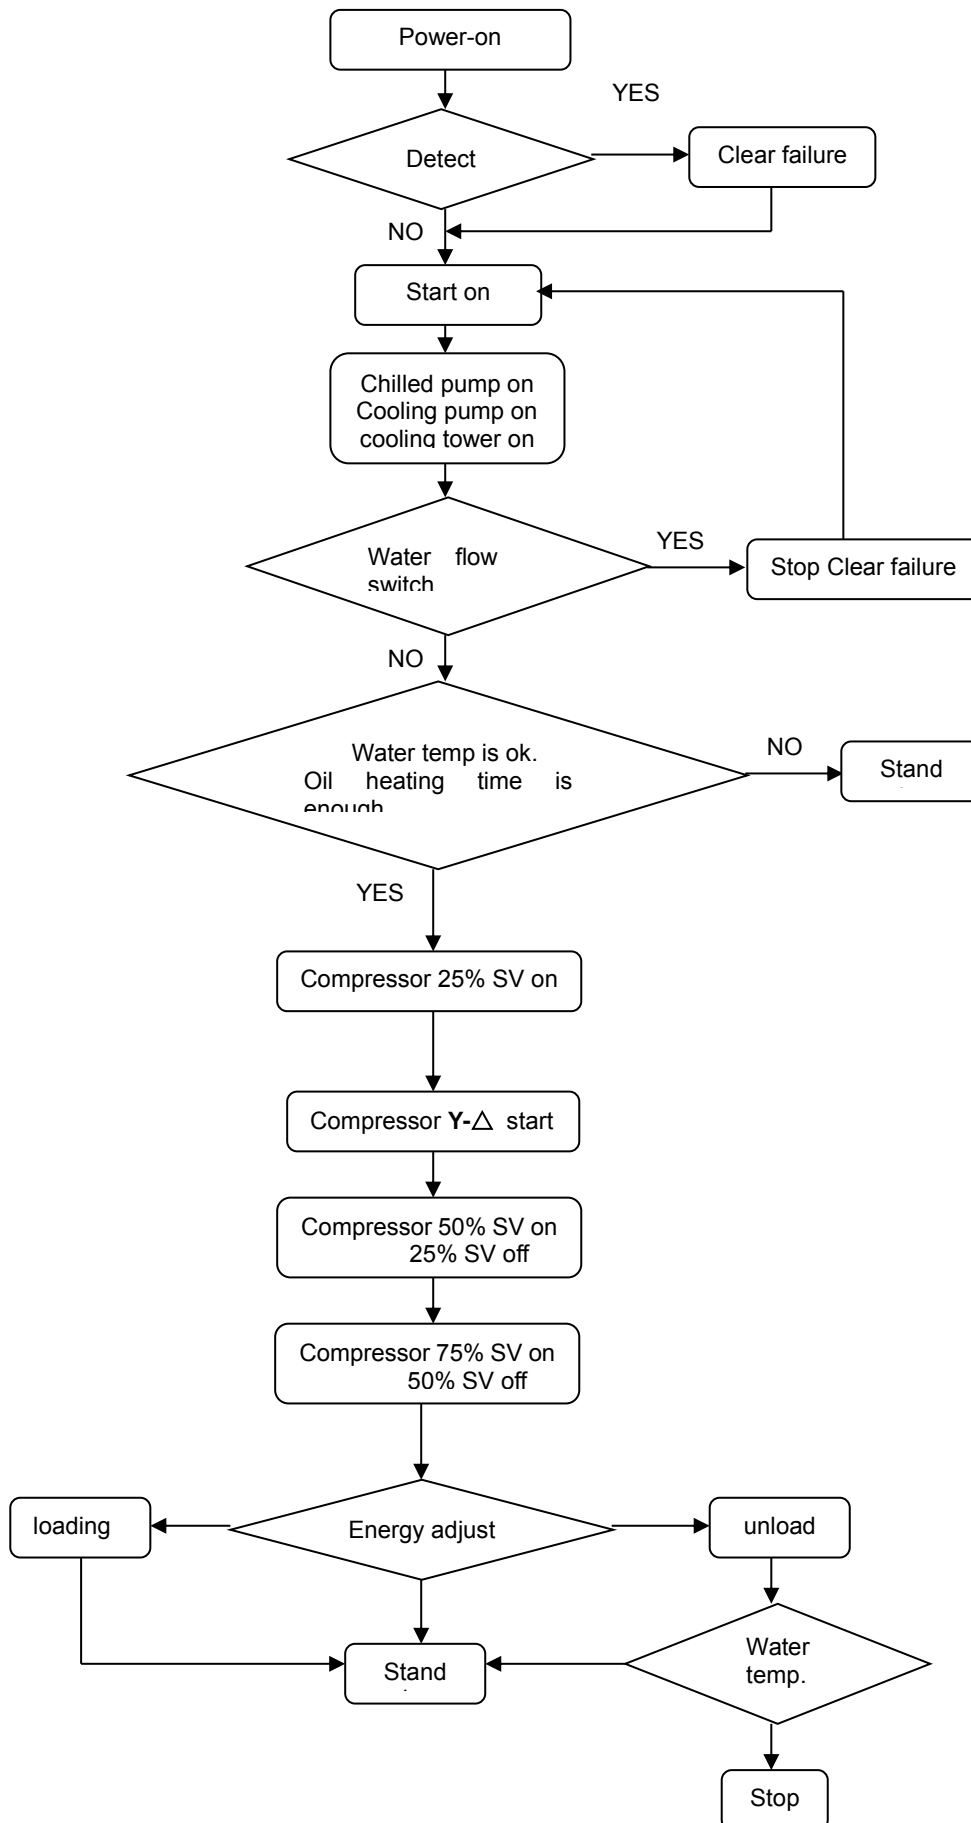 Power-on
YES
Detect
Clear failure
NO
Start on
Chilled pump on
Cooling pump on
cooling tower on
YES
Water flow
switch
Stop Clear failure
NO
Water temp is ok.
Oil heating time is
enough
NO
Stand
YES
Compressor 25% SV on
Compressor Y-△ start
Compressor 50% SV on
25% SV off
Compressor 75% SV on
50% SV off
loading
Energy adjust
unload
Stand
Water
temp.
Stop